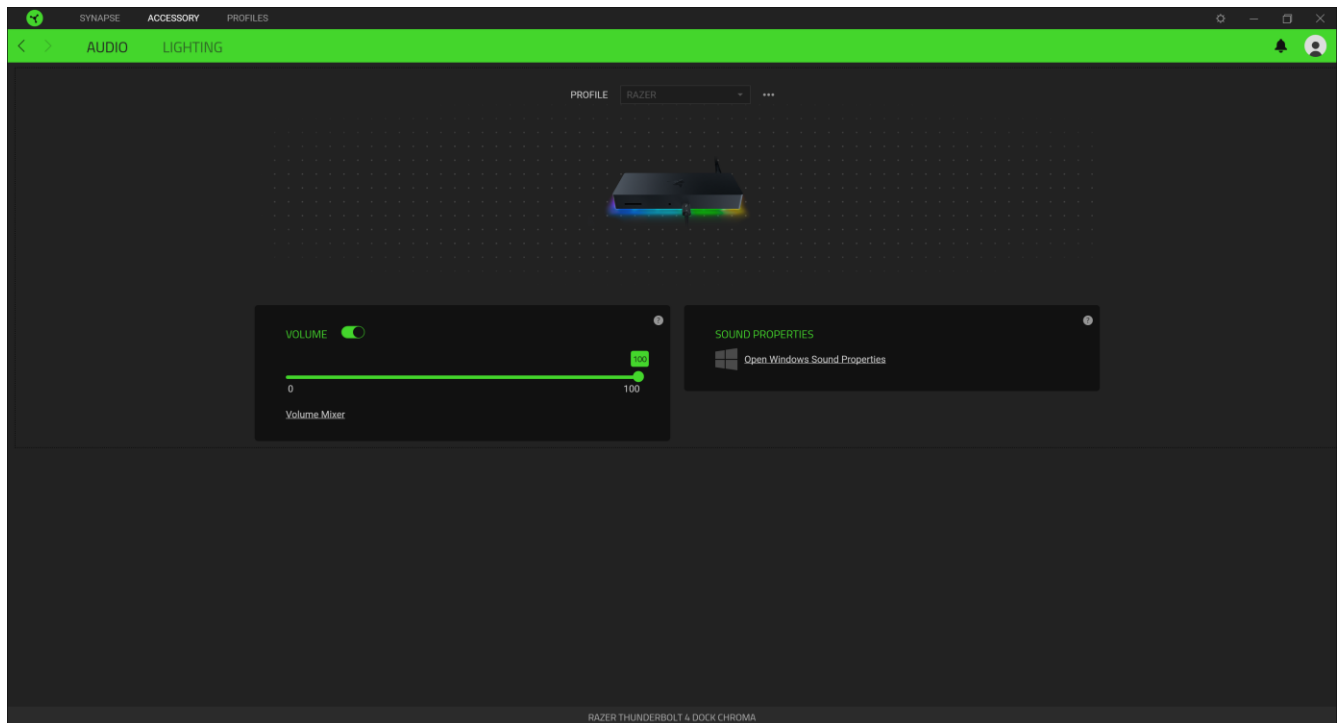 SYNAPSE ACCESSORY PROFILES
AUDIO LIGHTING
PROFILE RAZER
VOLUME
100
0 100
Volume Mixer
SOUND PROPERTIES
Open Windows Sound Properties
RAZER THUNDERBOLT 4 DOCK CHROMA